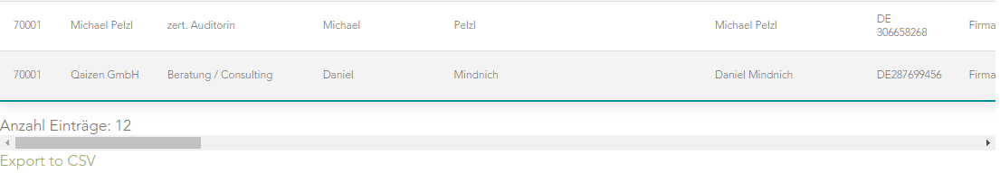 70001 Michael Pelzl zert. Auditorin Michael Pelzl Michael Pelzl DE 306658268 Firma
70001 Qaizen GmbH Beratung / Consulting Daniel Mindnich Daniel Mindnich DE287699456 Firma
Anzahl Einträge: 12
Export to CSV